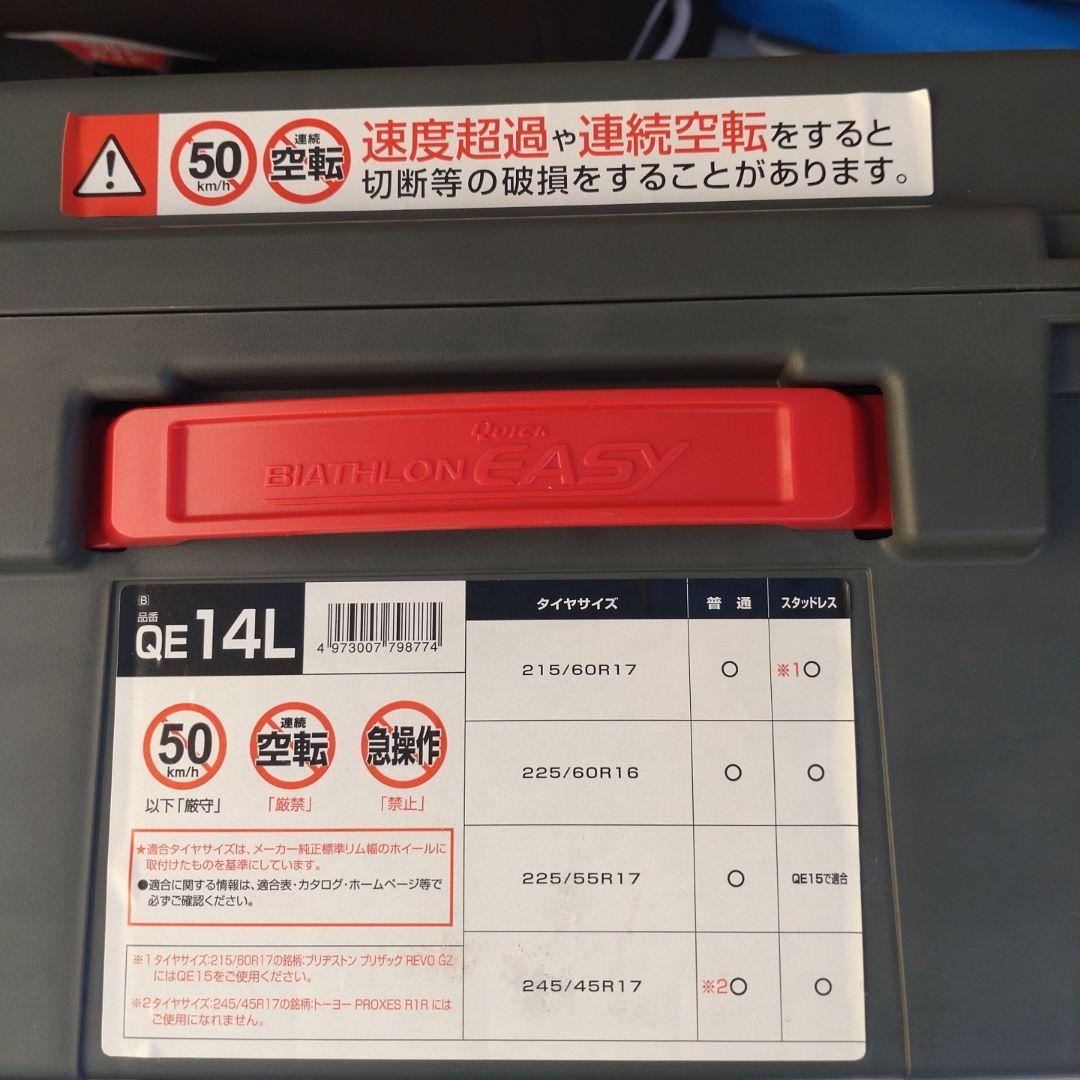 50 km/h
連続
空転
速度超過や連続空転をすると
切断等の破損をすることがあります。
QUICK
BIATHLON EASY
B
品番
QE 14L
4 973007 798774
50 km/h
以下「厳守」
連続
空転
「厳禁」
急操作
「禁止」
★適合タイヤサイズは、メーカー純正標準リム幅のホイールに
取付けたものを基準にしています。
●適合に関する情報は、適合表・カタログ・ホームページ等で
必ずご確認ください。
※1 タイヤサイズ:215/60R17の銘柄:ブリヂストン ブリザック REVO GZ
にはQE15をご使用ください。
※2 タイヤサイズ:245/45R17の銘柄:トーヨー PROXES R1R には
ご使用になれません。
タイヤサイズ 普通 スタッドレス
215/60R17 ○ ※1○
225/60R16 ○ ○
225/55R17 ○ QE15で適合
245/45R17 ※2○ ○